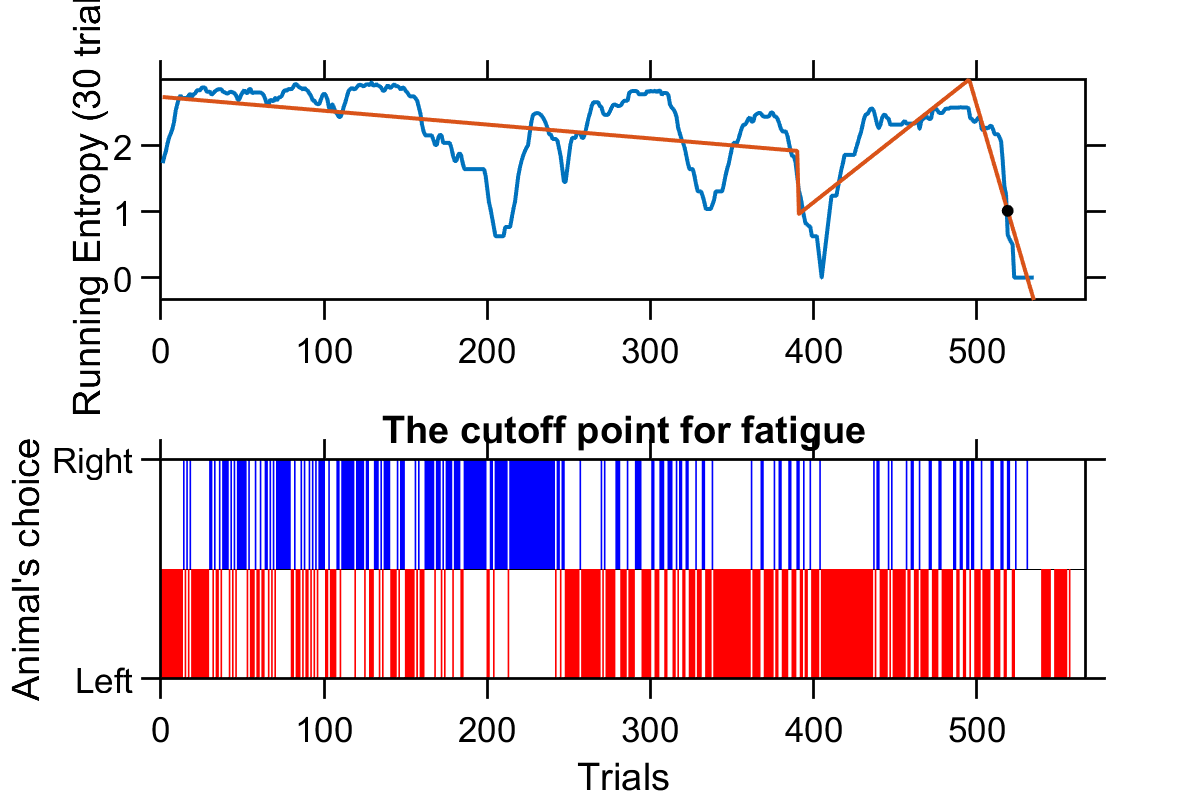 Running Entropy (30 trial
2
1
0
0 100 200 300 400 500
The cutoff point for fatigue
Animal's choice
Right
Left
0 100 200 300 400 500
Trials